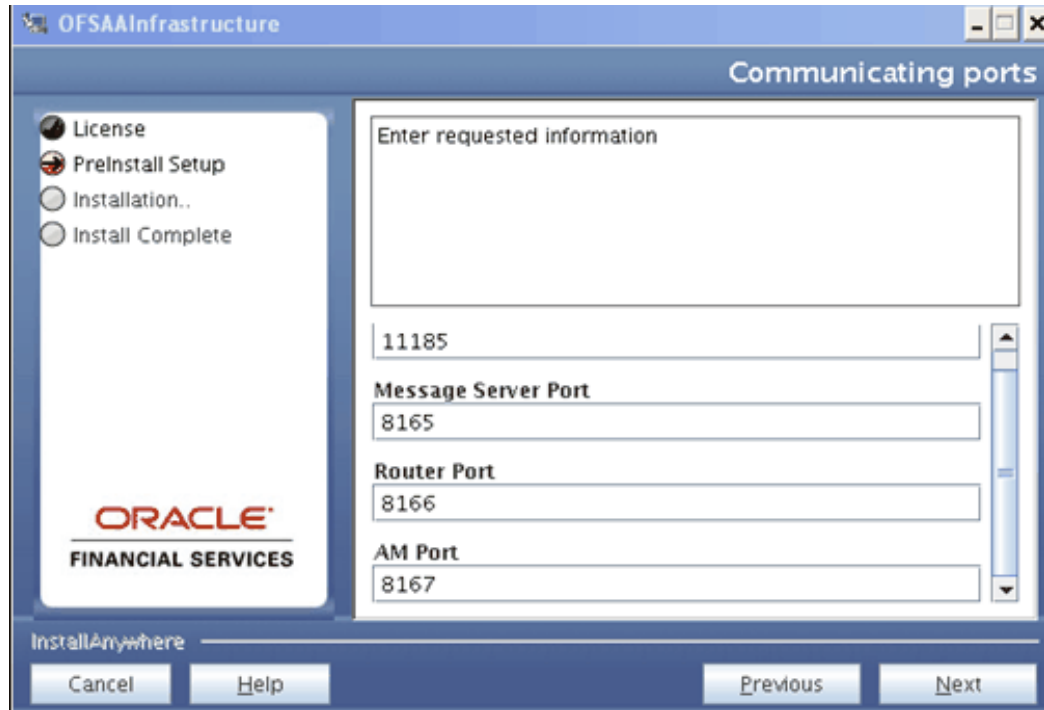 OFSAAInfrastructure
Communicating ports
License
PreInstall Setup
Installation..
Install Complete
ORACLE
FINANCIAL SERVICES
Enter requested information
11185
Message Server Port
8165
Router Port
8166
AM Port
8167
InstallAnywhere
Cancel
Help
Previous
Next